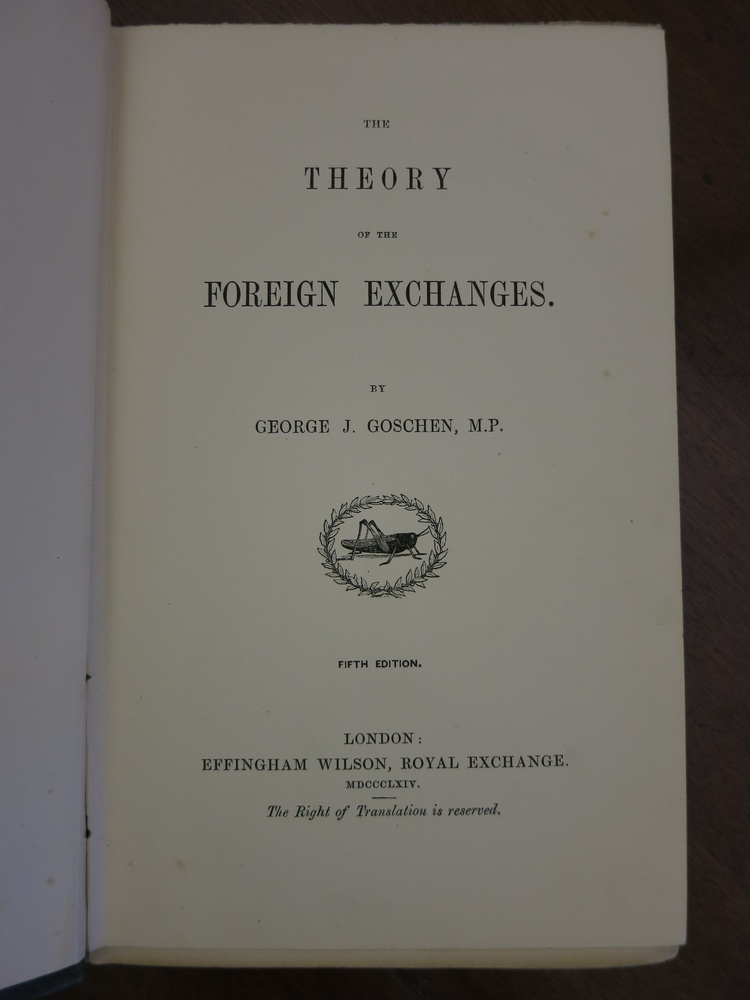 THE
THEORY
OF THE
FOREIGN EXCHANGES.
BY
GEORGE J. GOSCHEN, M.P.
FIFTH EDITION.
LONDON:
EFFINGHAM WILSON, ROYAL EXCHANGE.
MDCCCLXIV.
The Right of Translation is reserved.